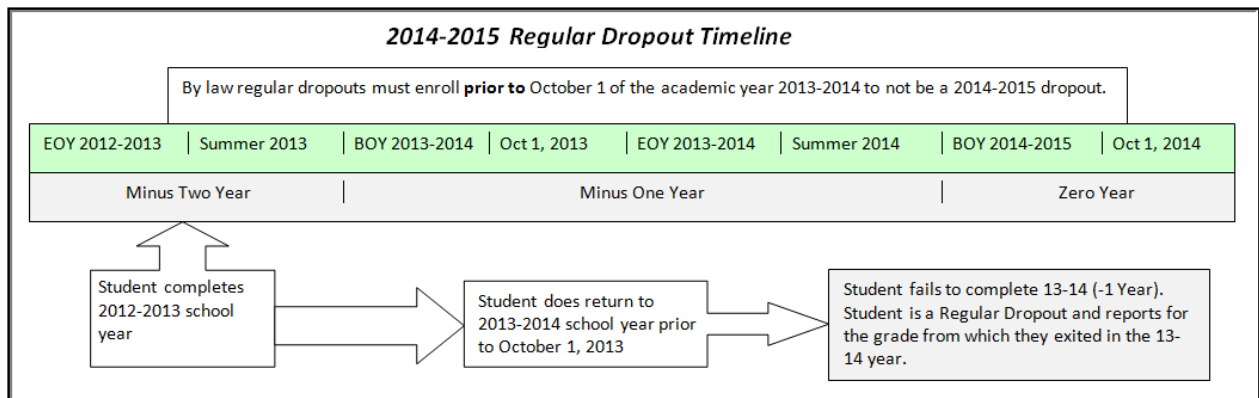 2014-2015 Regular Dropout Timeline
By law regular dropouts must enroll prior to October 1 of the academic year 2013-2014 to not be a 2014-2015 dropout.
EOY 2012-2013 | Summer 2013 | BOY 2013-2014 | Oct 1, 2013 | EOY 2013-2014 | Summer 2014 | BOY 2014-2015 | Oct 1, 2014
Minus Two Year | Minus One Year | Zero Year
Student completes
2012-2013 school
year
Student does return to
2013-2014 school year prior
to October 1, 2013
Student fails to complete 13-14 (-1 Year).
Student is a Regular Dropout and reports for
the grade from which they exited in the 13-
14 year.